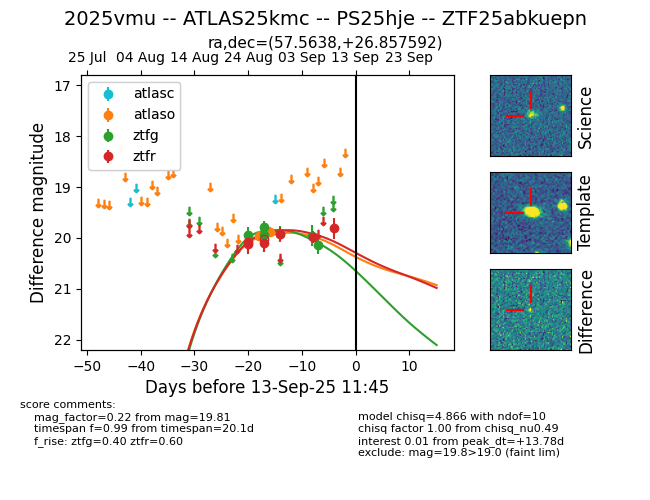 2025vmu -- ATLAS25kmc -- PS25hje -- ZTF25abkuepn
ra,dec=(57.5638,+26.857592)
25 Jul 04 Aug 14 Aug 24 Aug 03 Sep 13 Sep 23 Sep
atlasc
atlaso
ztfg
ztfr
17
18
19
20
21
22
Difference magnitude
−50 −40 −30 −20 −10 0 10
Days before 13-Sep-25 11:45
Science
Template
Difference
score comments:
mag_factor=0.22 from mag=19.81
timespan f=0.99 from timespan=20.1d
f_rise: ztfg=0.40 ztfr=0.60
model chisq=4.866 with ndof=10
chisq factor 1.00 from chisq_nu0.49
interest 0.01 from peak_dt=+13.78d
exclude: mag=19.8>19.0 (faint lim)